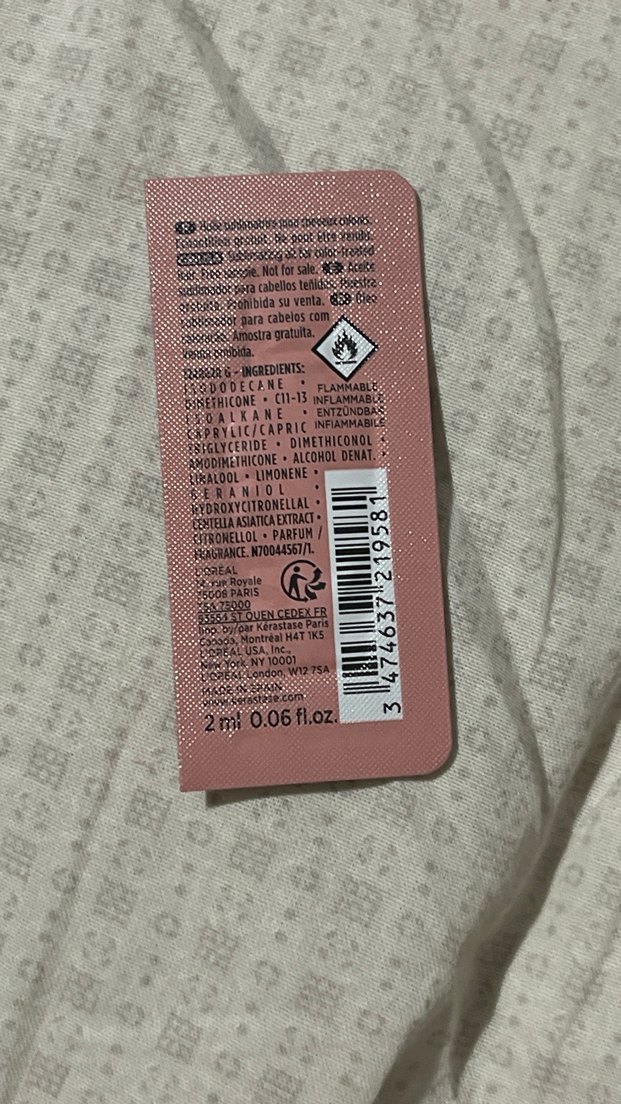 Huile sublimatrice pour cheveux colorés.
Echantillon gratuit. Ne peut être vendu.
Sublimating oil for color-treated
hair. Free sample. Not for sale. Aceite
sublimador para cabellos teñidos. Muestra
gratuita. Prohibida su venta. Óleo
sublimador para cabelos com
coloração. Amostra gratuita.
Venda proibida.
G - INGREDIENTS:
ISODODECANE •
DIMETHICONE • C11-13
ISOALKANE •
CAPRYLIC/CAPRIC
TRIGLYCERIDE • DIMETHICONOL •
AMODIMETHICONE • ALCOHOL DENAT. •
LINALOOL • LIMONENE •
GERANIOL •
HYDROXYCITRONELLAL •
CENTELLA ASIATICA EXTRACT •
CITRONELLOL • PARFUM /
FRAGRANCE. N70044567/1.
FLAMMABLE
INFLAMMABLE
ENTZÜNDBAR
INFIAMMABILE
L'ORÉAL
14, rue Royale
75008 PARIS
TSA 75000
93584 ST OUEN CEDEX FR
Imp. by/par Kérastase Paris
Canada, Montréal H4T 1K5
L'ORÉAL USA, Inc.,
New York, NY 10001
L'ORÉAL London, W12 7SA
MADE IN SPAIN
www.kerastase.com
2 ml 0.06 fl.oz.
3 474637 219581